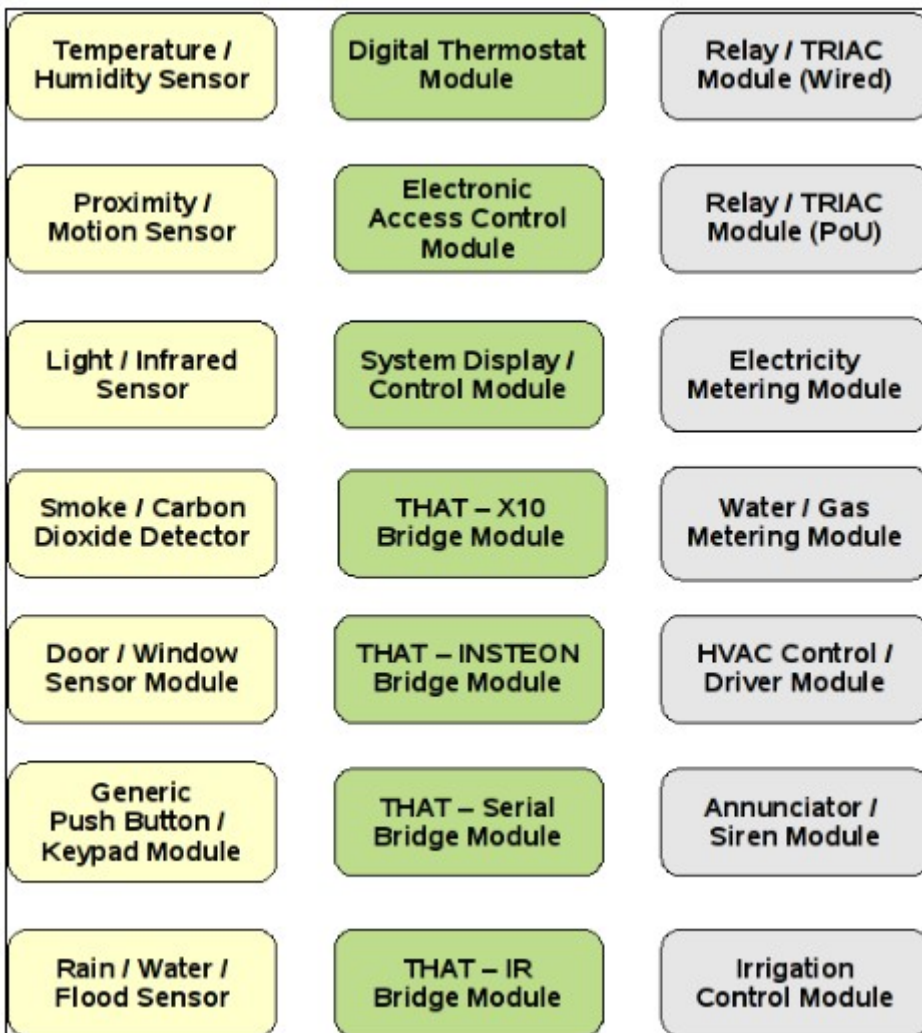 Temperature /
Humidity Sensor
Digital Thermostat
Module
Relay / TRIAC
Module (Wired)
Proximity /
Motion Sensor
Electronic
Access Control
Module
Relay / TRIAC
Module (PoU)
Light / Infrared
Sensor
System Display /
Control Module
Electricity
Metering Module
Smoke / Carbon
Dioxide Detector
THAT – X10
Bridge Module
Water / Gas
Metering Module
Door / Window
Sensor Module
THAT – INSTEON
Bridge Module
HVAC Control /
Driver Module
Generic
Push Button /
Keypad Module
THAT – Serial
Bridge Module
Annunciator /
Siren Module
Rain / Water /
Flood Sensor
THAT – IR
Bridge Module
Irrigation
Control Module